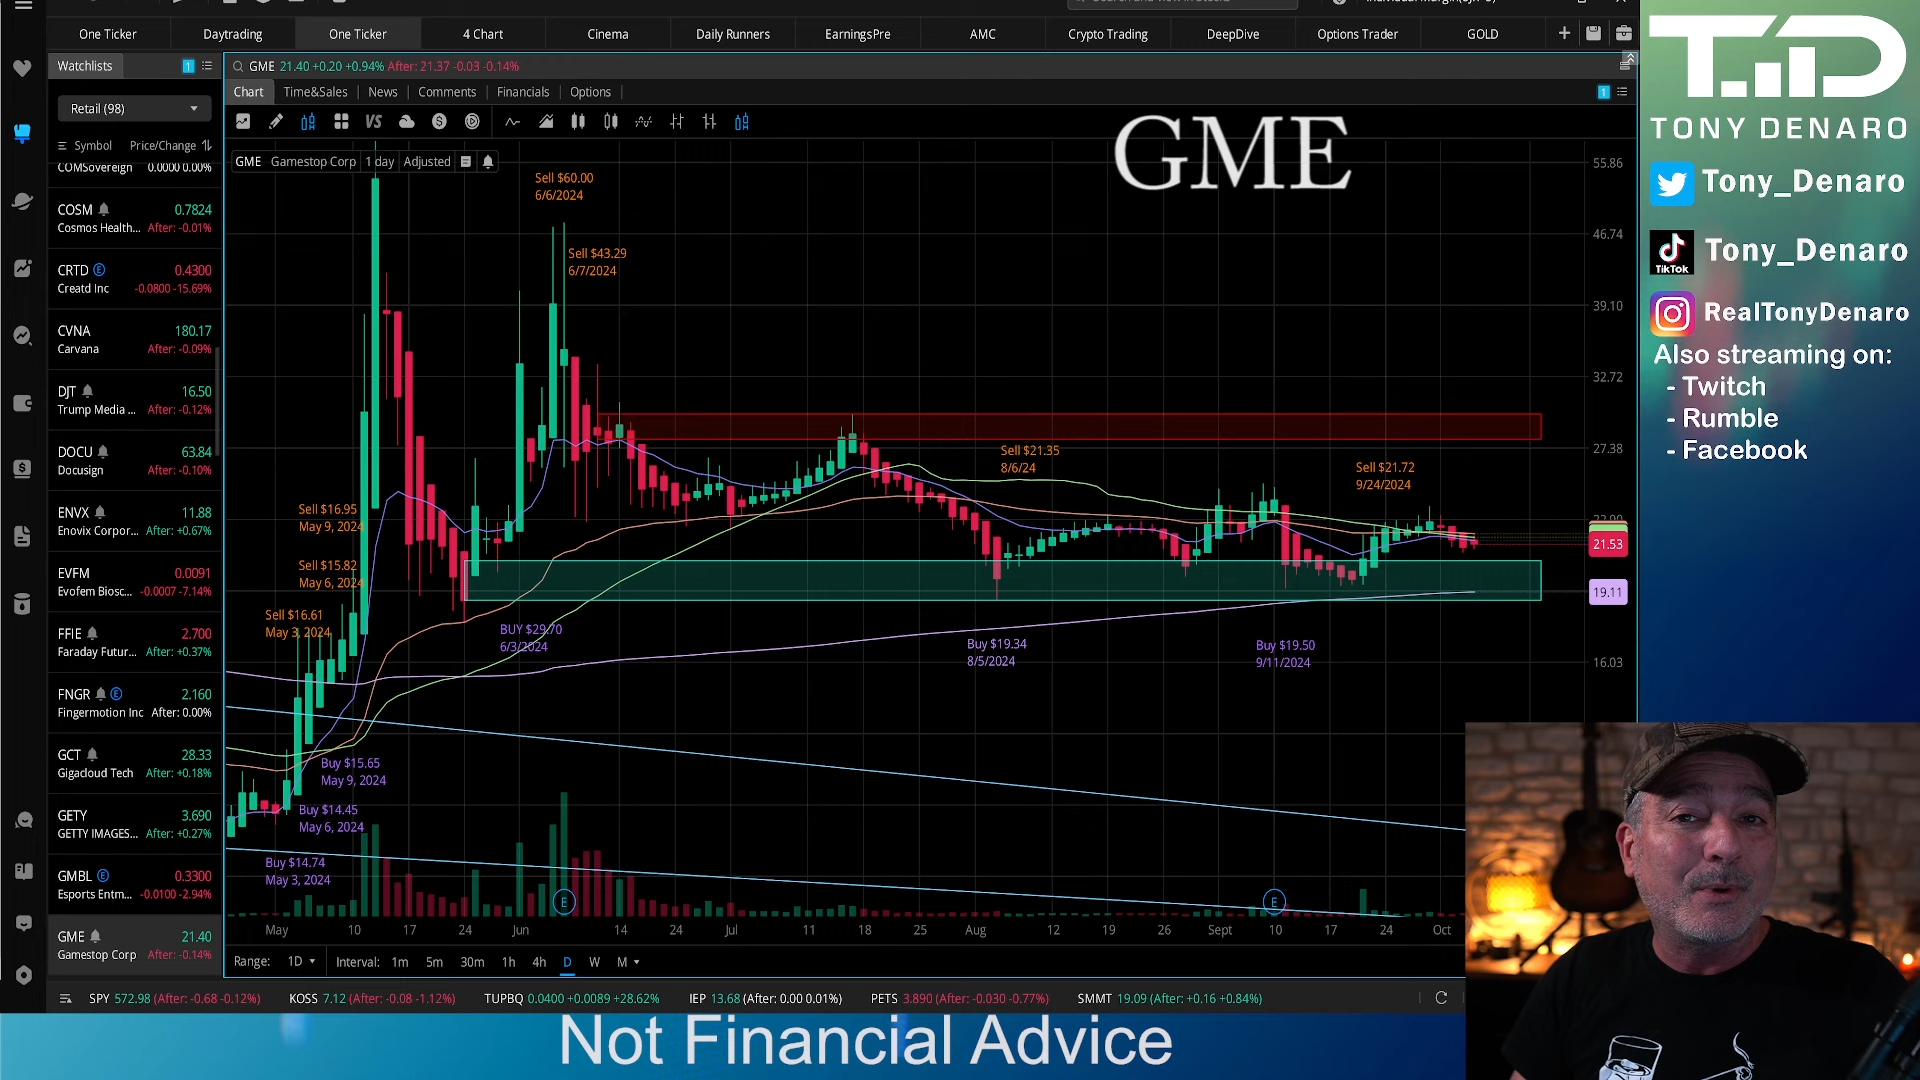 One Ticker
Daytrading
One Ticker
4 Chart
Cinema
Daily Runners
EarningsPre
AMC
Crypto Trading
DeepDive
Options Trader
GOLD
Watchlists
1
GME 21.40 +0.20 +0.94% After: 21.37 -0.03 -0.14%
Chart
Time&Sales
News
Comments
Financials
Options
1
Retail (98)
VS
Symbol
Price/Change
COMSovereign 0.0000 0.00%
COSM 0.7824
Cosmos Health... After: -0.01%
CRTD E 0.4300
Creatd Inc -0.0800 -15.69%
CVNA 180.17
Carvana After: -0.09%
DJT 16.50
Trump Media ... After: -0.12%
DOCU 63.84
Docusign After: -0.10%
ENVX 11.88
Enovix Corpor... After: +0.67%
EVFM 0.0091
Evofem Biosc... -0.0007 -7.14%
FFIE 2.700
Faraday Futur... After: +0.37%
FNGR E 2.160
Fingermotion Inc After: 0.00%
GCT 28.33
Gigacloud Tech After: +0.18%
GETY 3.690
GETTY IMAGES... After: +0.27%
GMBL E 0.3300
Esports Entm... -0.0100 -2.94%
GME 21.40
Gamestop Corp After: -0.14%
GME Gamestop Corp 1 day Adjusted
GME
Sell $60.00
6/6/2024
Sell $43.29
6/7/2024
Sell $21.35
8/6/24
Sell $21.72
9/24/2024
Sell $16.95
May 9, 2024
Sell $15.82
May 6, 2024
Sell $16.61
May 3, 2024
BUY $29.70
6/3/2024
Buy $19.34
8/5/2024
Buy $19.50
9/11/2024
Buy $15.65
May 9, 2024
Buy $14.45
May 6, 2024
Buy $14.74
May 3, 2024
55.86
46.74
39.10
32.72
27.38
21.53
19.11
16.03
E
E
May 10 17 24 Jun 14 24 Jul 11 18 25 Aug 12 19 26 Sept 10 17 24 Oct
Range: 1D Interval: 1m 5m 30m 1h 4h D W M
SPY 572.98 (After: -0.68 -0.12%)
KOSS 7.12 (After: -0.08 -1.12%)
TUPBQ 0.0400 +0.0089 +28.62%
IEP 13.68 (After: 0.00 0.01%)
PETS 3.890 (After: -0.030 -0.77%)
SMMT 19.09 (After: +0.16 +0.84%)
Not Financial Advice
TD
TONY DENARO
Tony_Denaro
TikTok
Tony_Denaro
RealTonyDenaro
Also streaming on:
- Twitch
- Rumble
- Facebook